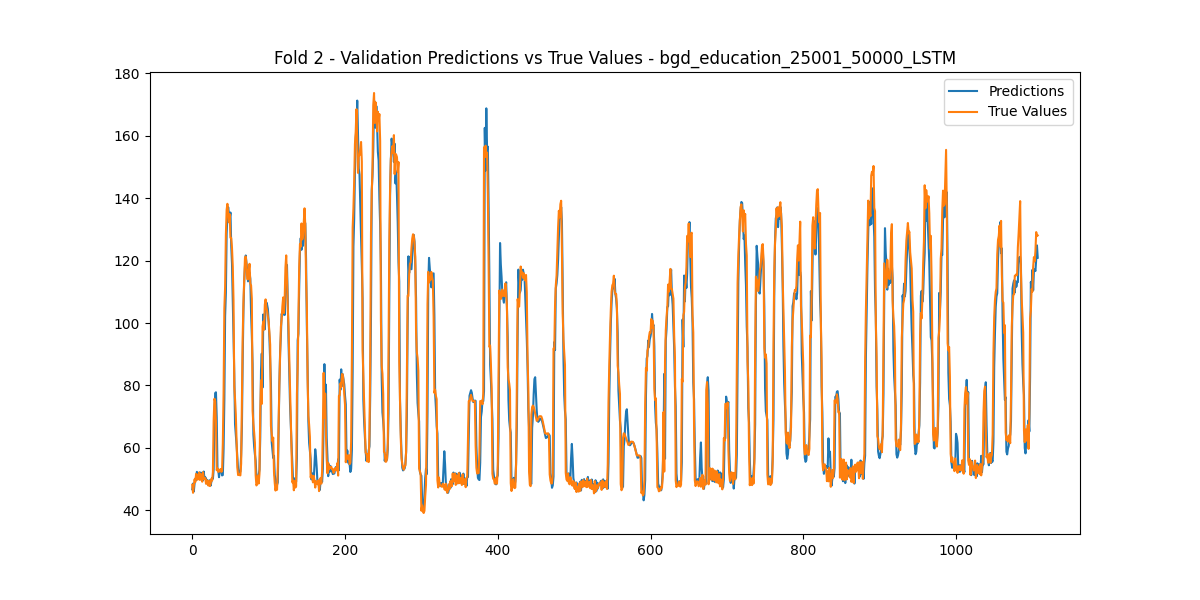 Fold 2 - Validation Predictions vs True Values - bgd_education_25001_50000_LSTM
Predictions
True Values
180
160
140
120
100
80
60
40
0 200 400 600 800 1000